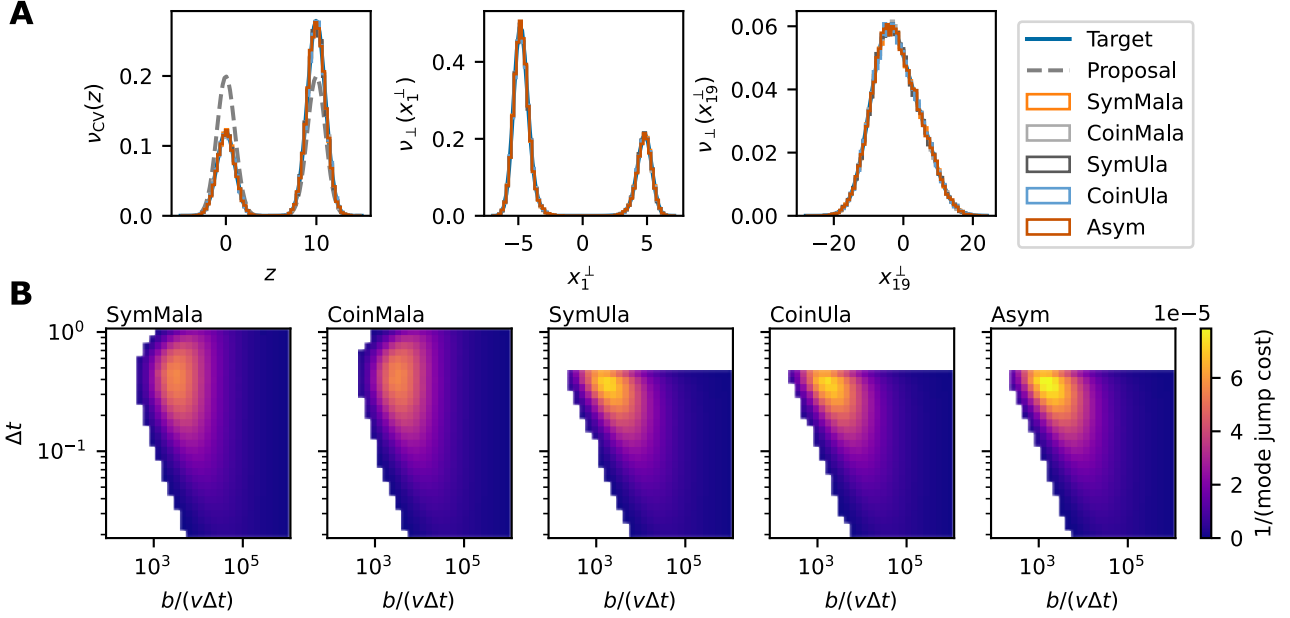 A
ν_CV(z)
0.2
0.1
0.0
0
10
z
ν_⊥(x_1^⊥)
0.4
0.2
0.0
−5
0
5
x_1^⊥
ν_⊥(x_19^⊥)
0.06
0.04
0.02
0.00
−20
0
20
x_19^⊥
Target
Proposal
SymMala
CoinMala
SymUla
CoinUla
Asym
B
SymMala
CoinMala
SymUla
CoinUla
Asym
1e−5
Δt
10^0
10^−1
10^3
10^5
b/(vΔt)
10^3
10^5
b/(vΔt)
10^3
10^5
b/(vΔt)
10^3
10^5
b/(vΔt)
10^3
10^5
b/(vΔt)
6
4
2
0
1/(mode jump cost)